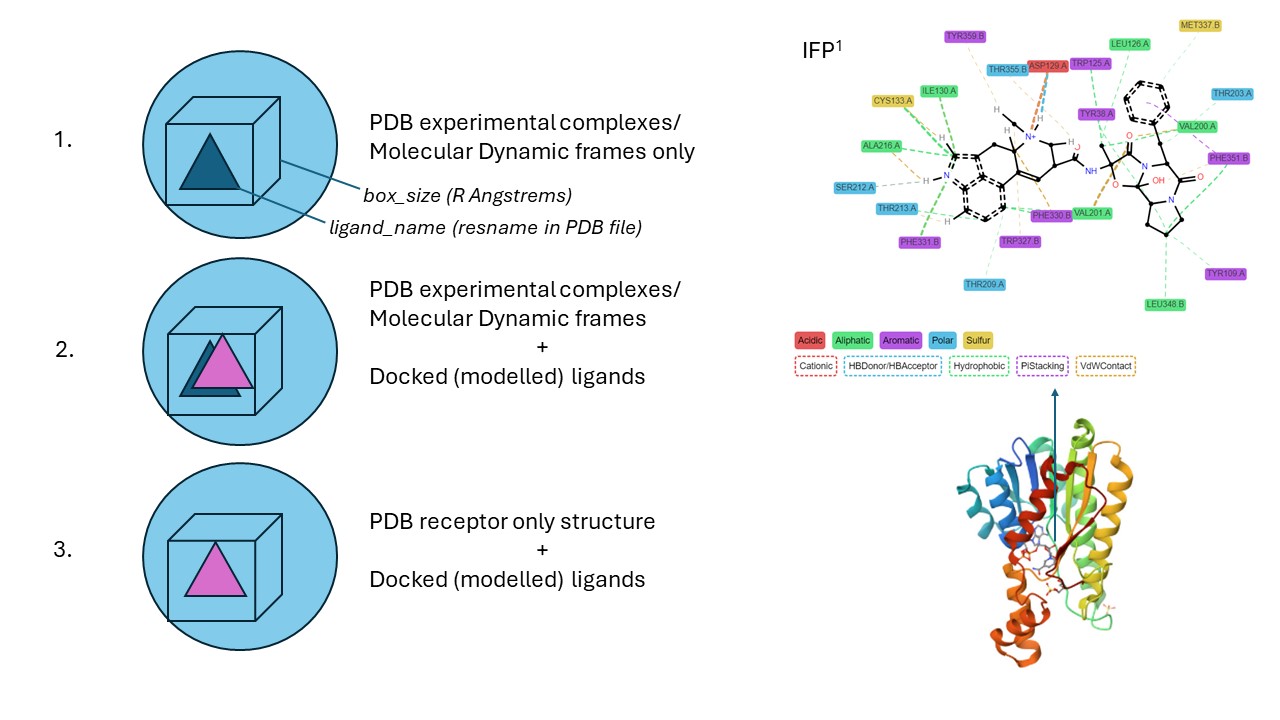 1.
PDB experimental complexes/
Molecular Dynamic frames only
box_size (R Angstrems)
ligand_name (resname in PDB file)
2.
PDB experimental complexes/
Molecular Dynamic frames
+
Docked (modelled) ligands
3.
PDB receptor only structure
+
Docked (modelled) ligands
IFP¹
MET337.B
TYR359.B
LEU126.A
THR355.B ASP129.A TRP125.A
ILE130.A
CYS133.A
THR203.A
TYR38.A
VAL200.A
ALA216.A
PHE351.B
SER212.A
THR213.A
PHE330.B VAL201.A
PHE331.B
TRP327.B
TYR109.A
THR209.A
LEU348.B
H
H
N+
H
H
H
O
O
N
H
N
NH
O
OH
O
N
H
Acidic Aliphatic Aromatic Polar Sulfur
Cationic HBDonor/HBAcceptor Hydrophobic PiStacking VdWContact